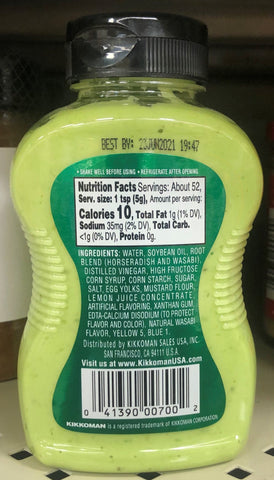 BEST BY: 23JUN2021 19:47
• SHAKE WELL BEFORE USING • REFRIGERATE AFTER OPENING
Nutrition Facts Servings: About 52,
Serv. size: 1 tsp (5g), Amount per serving:
Calories 10, Total Fat 1g (1% DV),
Sodium 35mg (2% DV), Total Carb.
<1g (0% DV), Protein 0g.
INGREDIENTS: WATER, SOYBEAN OIL, ROOT
BLEND (HORSERADISH AND WASABI),
DISTILLED VINEGAR, HIGH FRUCTOSE
CORN SYRUP, CORN STARCH, SUGAR,
SALT, EGG YOLKS, MUSTARD FLOUR,
LEMON JUICE CONCENTRATE,
ARTIFICIAL FLAVORING, XANTHAN GUM,
EDTA-CALCIUM DISODIUM (TO PROTECT
FLAVOR AND COLOR), NATURAL WASABI
FLAVOR, YELLOW 5, BLUE 1.
Distributed by KIKKOMAN SALES USA, INC.
SAN FRANCISCO, CA 94111 U.S.A.
Visit us at www.KikkomanUSA.com
0 41390 00700 2
KIKKOMAN is a registered trademark of KIKKOMAN CORPORATION